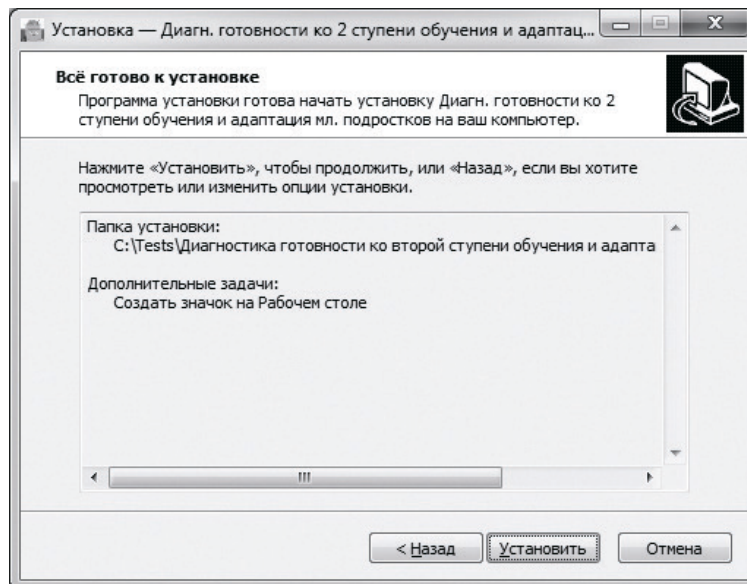 Установка — Диагн. готовности ко 2 ступени обучения и адаптац...
Всё готово к установке
Программа установки готова начать установку Диагн. готовности ко 2
ступени обучения и адаптация мл. подростков на ваш компьютер.
Нажмите «Установить», чтобы продолжить, или «Назад», если вы хотите
просмотреть или изменить опции установки.
Папка установки:
C:\Tests\Диагностика готовности ко второй ступени обучения и адапта
Дополнительные задачи:
Создать значок на Рабочем столе
< Назад Установить Отмена